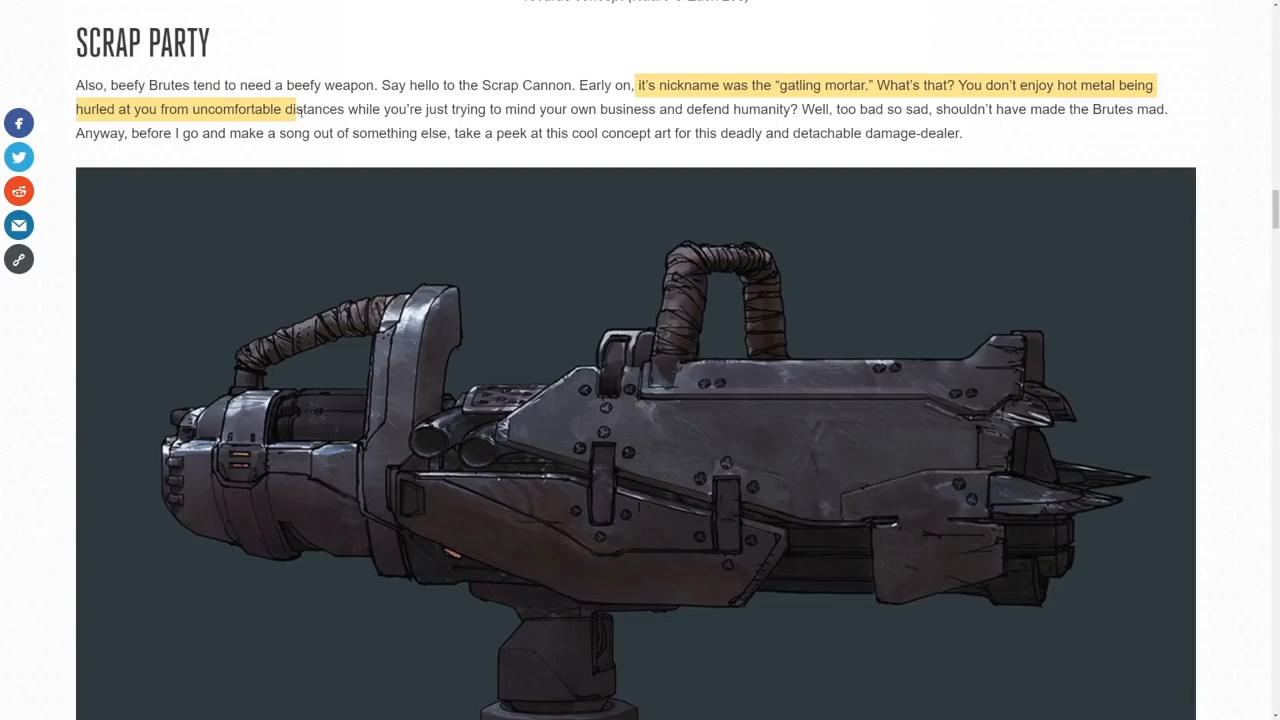 SCRAP PARTY
Also, beefy Brutes tend to need a beefy weapon. Say hello to the Scrap Cannon. Early on, it’s nickname was the “gatling mortar.” What’s that? You don’t enjoy hot metal being
hurled at you from uncomfortable distances while you’re just trying to mind your own business and defend humanity? Well, too bad so sad, shouldn’t have made the Brutes mad.
Anyway, before I go and make a song out of something else, take a peek at this cool concept art for this deadly and detachable damage-dealer.